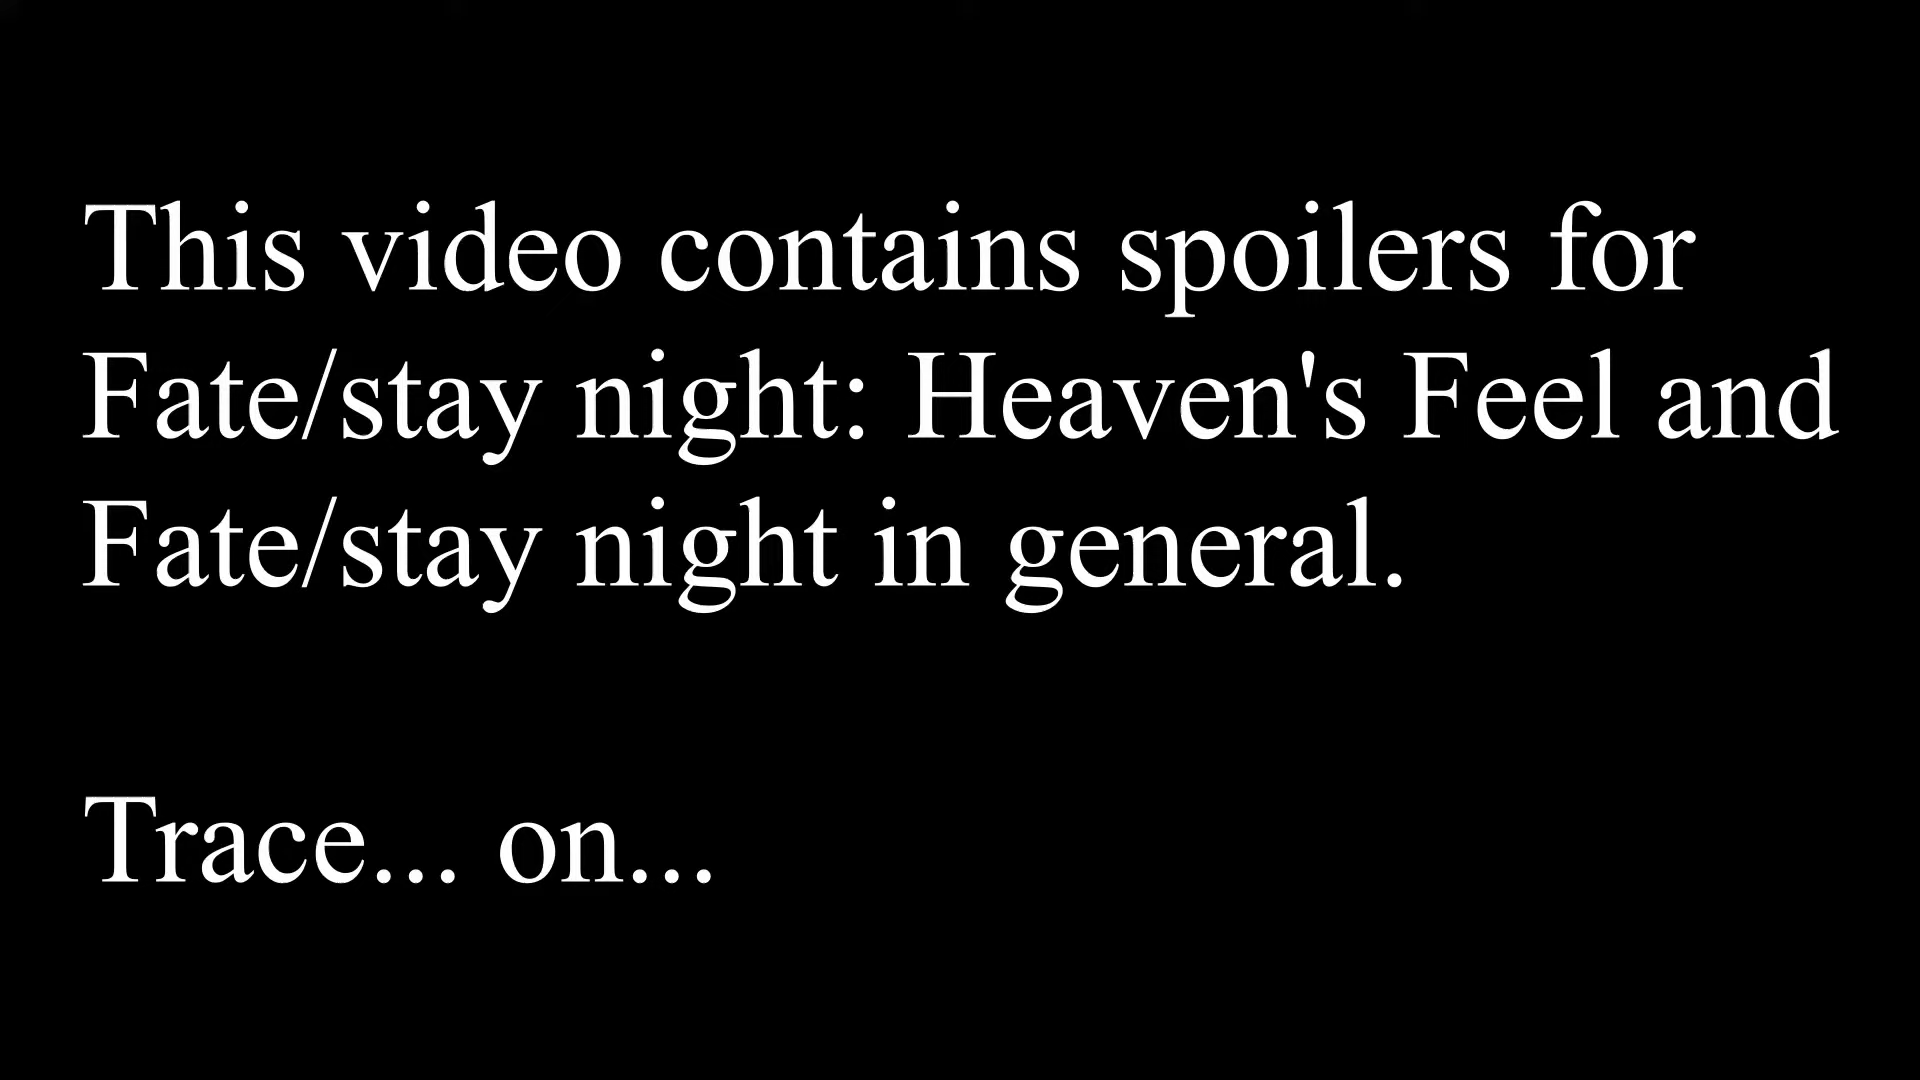 This video contains spoilers for
Fate/stay night: Heaven's Feel and
Fate/stay night in general.
Trace... on...